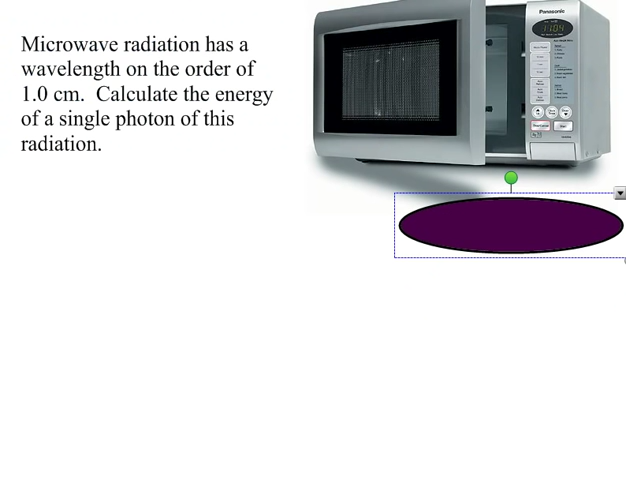 Microwave radiation has a
wavelength on the order of
1.0 cm. Calculate the energy
of a single photon of this
radiation.
Panasonic